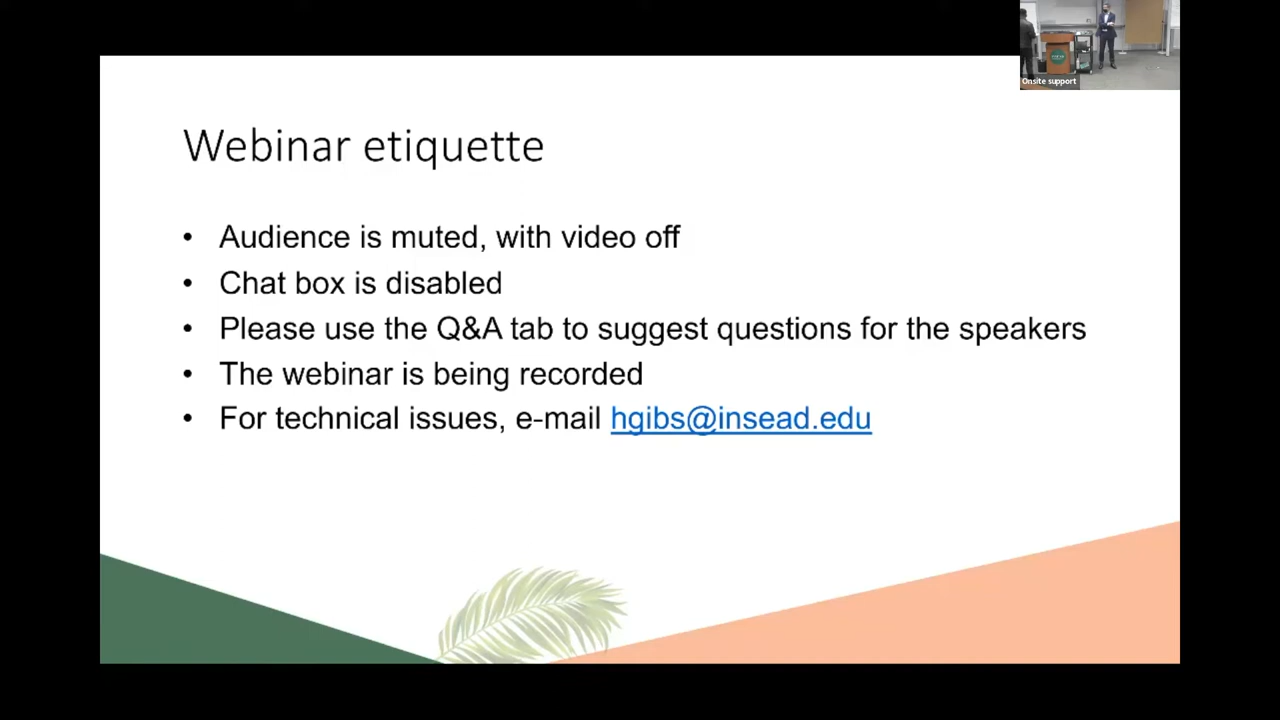 Onsite support
Webinar etiquette
• Audience is muted, with video off
• Chat box is disabled
• Please use the Q&A tab to suggest questions for the speakers
• The webinar is being recorded
• For technical issues, e-mail hgibs@insead.edu